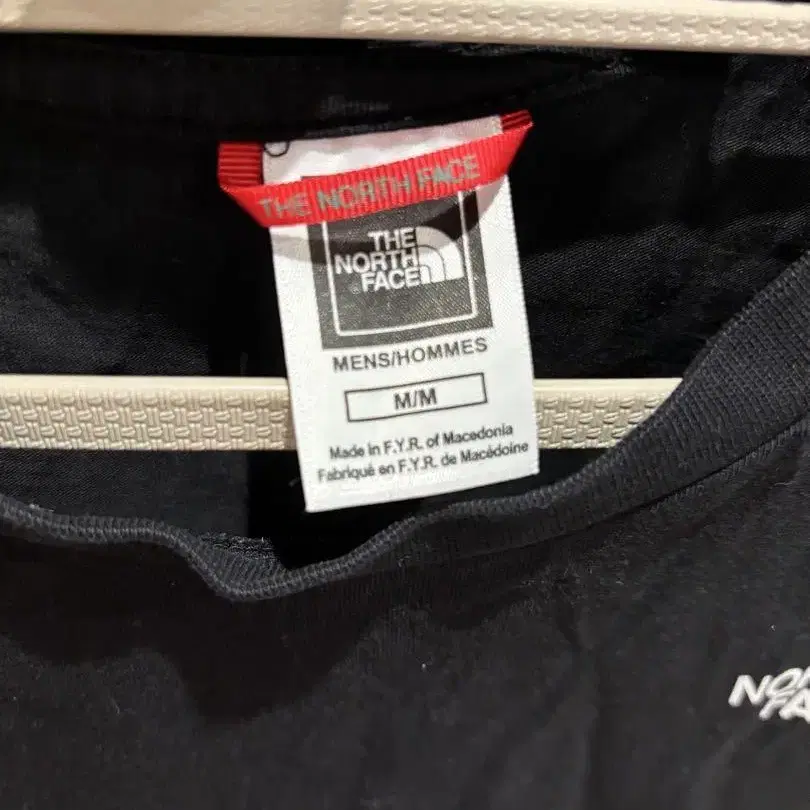 THE NORTH FACE
THE
NORTH
FACE
MENS/HOMMES
M/M
Made in F.Y.R. of Macedonia
Fabriqué en F.Y.R. de Macédoine